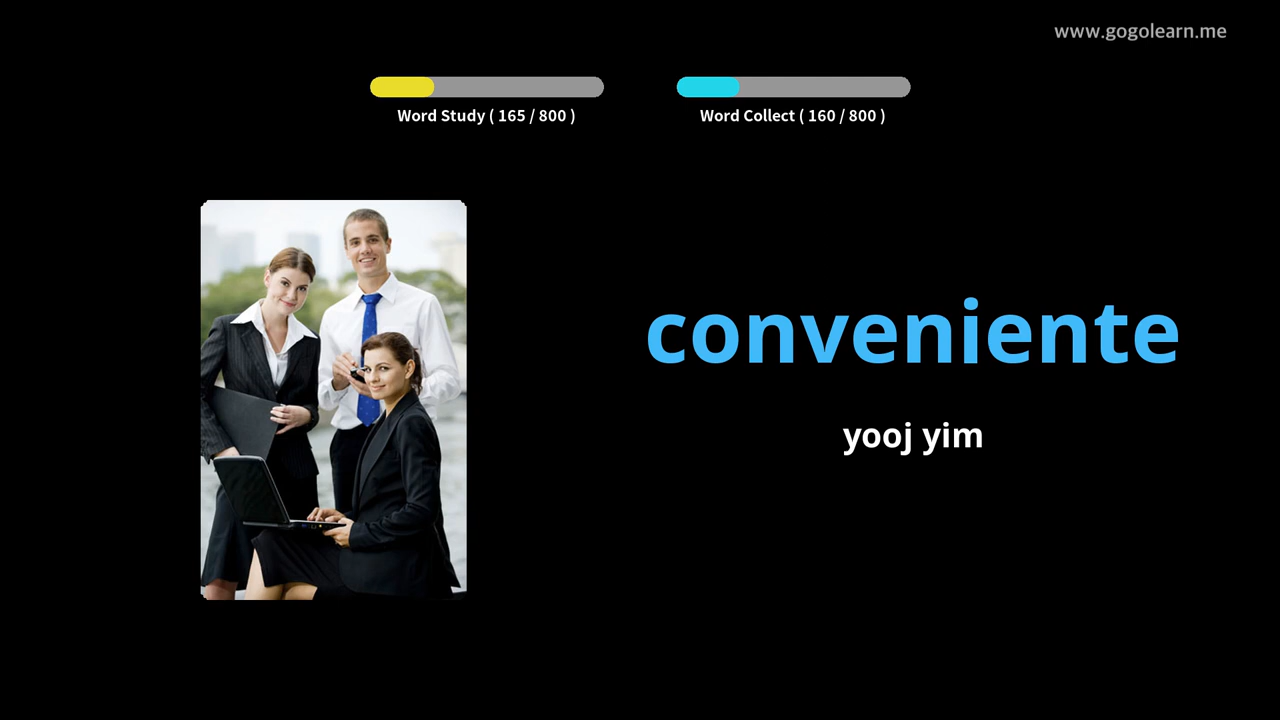 www.gogolearn.me
Word Study ( 165 / 800 )
Word Collect ( 160 / 800 )
conveniente
yooj yim